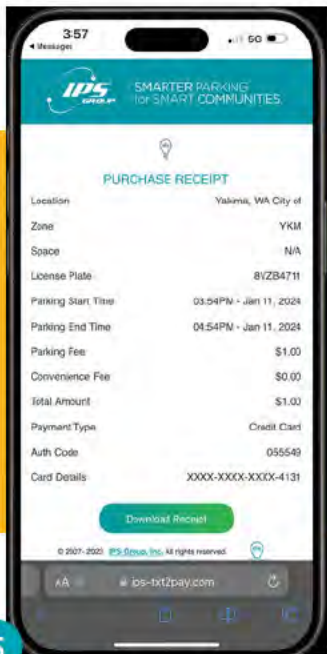 3:57
5G
◀ Messages
IPS GROUP
SMARTER PARKING
for SMART COMMUNITIES.
PURCHASE RECEIPT
Location Yakima, WA City of
Zone YKM
Space N/A
License Plate 8YZB4711
Parking Start Time 03:54PM - Jan 11, 2024
Parking End Time 04:54PM - Jan 11, 2024
Parking Fee $1.00
Convenience Fee $0.00
Total Amount $1.00
Payment Type Credit Card
Auth Code 055549
Card Details XXXX-XXXX-XXXX-4131
Download Receipt
© 2007-2023 IPS Group, Inc. All rights reserved.
AA ips-txt2pay.com